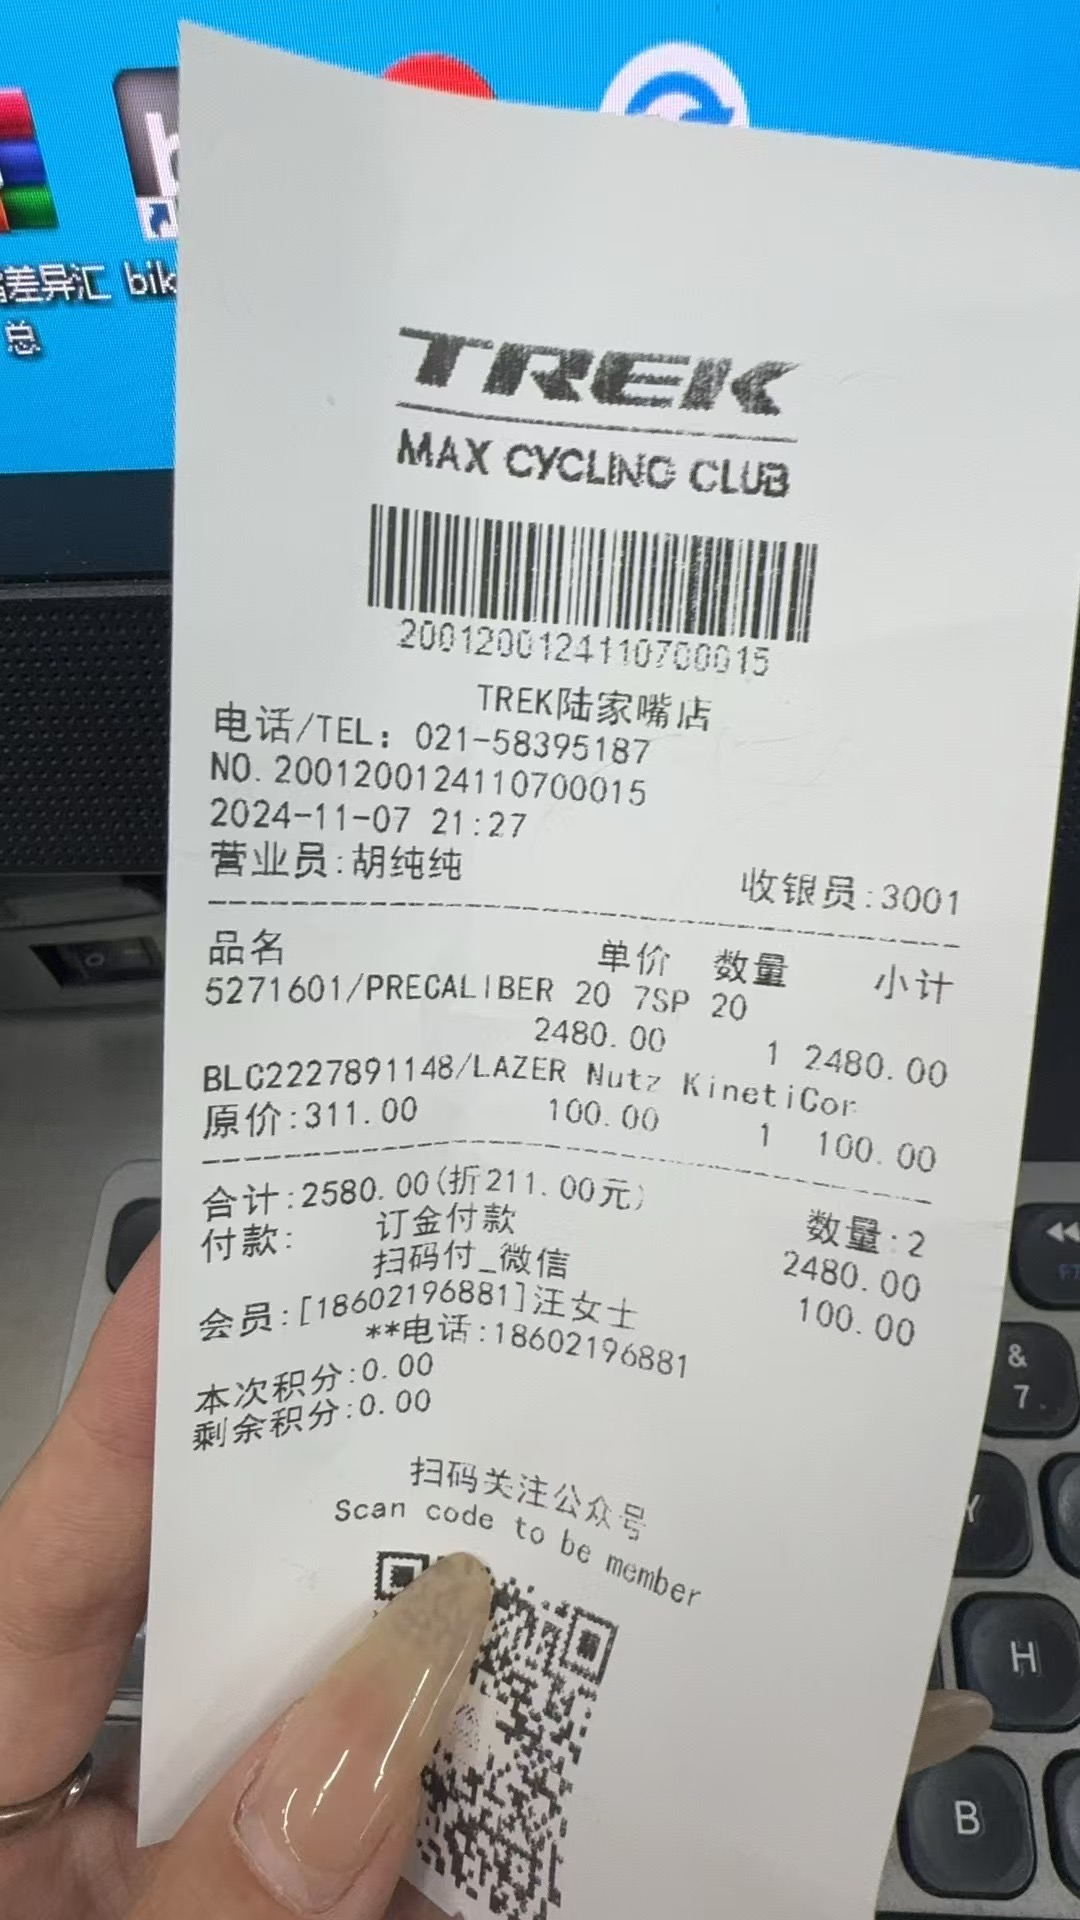 差异汇
总
bik
TREK
MAX CYCLING CLUB
2001200124110700015
TREK陆家嘴店
电话/TEL: 021-58395187
NO.2001200124110700015
2024-11-07 21:27
营业员:胡纯纯 收银员:3001
品名 单价 数量 小计
5271601/PRECALIBER 20 7SP 20
2480.00 1 2480.00
BLC2227891148/LAZER Nutz KinetiCor
原价:311.00 100.00 1 100.00
合计:2580.00(折211.00元) 数量:2
付款: 订金付款 2480.00
扫码付_微信 100.00
会员:[18602196881]汪女士
**电话:18602196881
本次积分:0.00
剩余积分:0.00
扫码关注公众号
Scan code to be member
&
7
Y
H
B